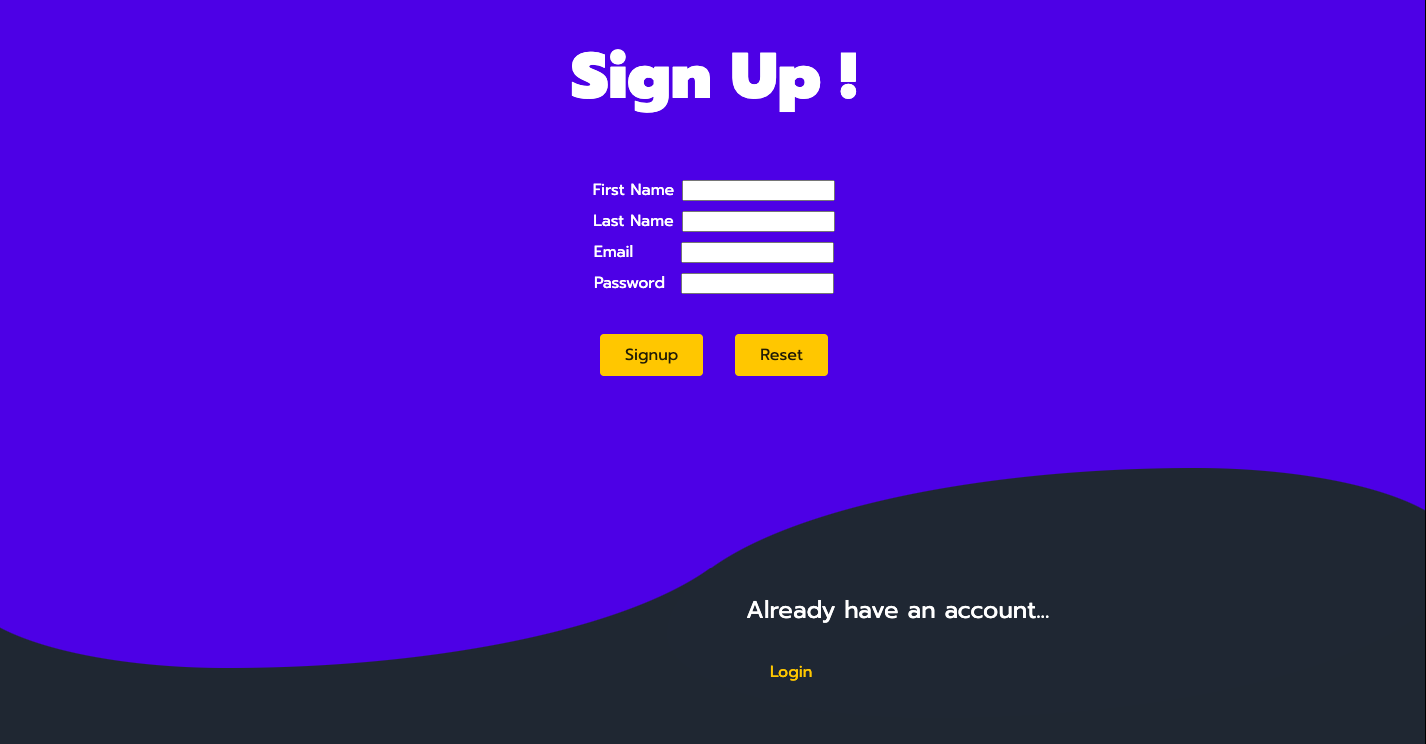 Sign Up !
First Name
Last Name
Email
Password
Signup Reset
Already have an account...
Login